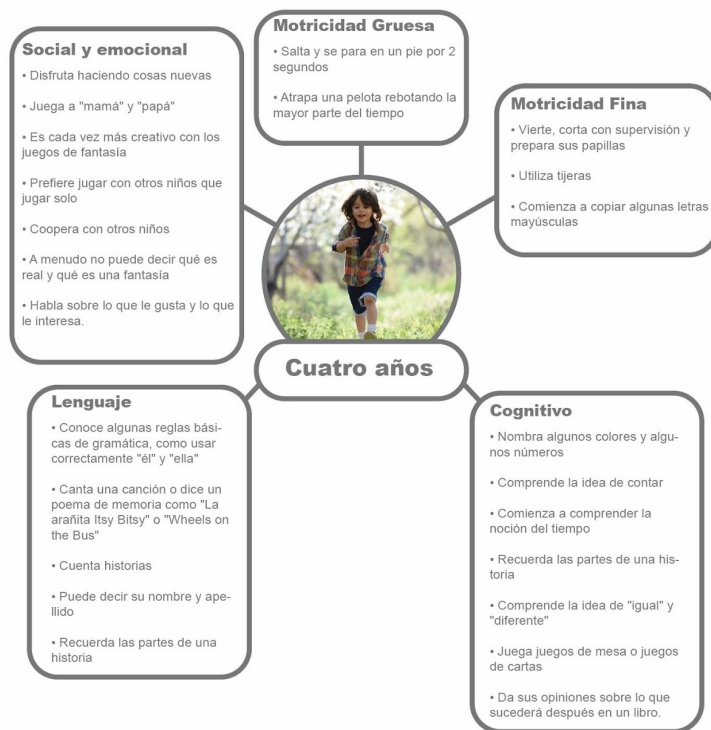 Social y emocional
• Disfruta haciendo cosas nuevas
• Juega a "mamá" y "papá"
• Es cada vez más creativo con los
juegos de fantasía
• Prefiere jugar con otros niños que
jugar solo
• Coopera con otros niños
• A menudo no puede decir qué es
real y qué es una fantasía
• Habla sobre lo que le gusta y lo que
le interesa.
Motricidad Gruesa
• Salta y se para en un pie por 2
segundos
• Atrapa una pelota rebotando la
mayor parte del tiempo
Motricidad Fina
• Vierte, corta con supervisión y
prepara sus papillas
• Utiliza tijeras
• Comienza a copiar algunas letras
mayúsculas
Cuatro años
Lenguaje
• Conoce algunas reglas bási-
cas de gramática, como usar
correctamente "él" y "ella"
• Canta una canción o dice un
poema de memoria como "La
arañita Itsy Bitsy" o "Wheels on
the Bus"
• Cuenta historias
• Puede decir su nombre y ape-
llido
• Recuerda las partes de una
historia
Cognitivo
• Nombra algunos colores y algu-
nos números
• Comprende la idea de contar
• Comienza a comprender la
noción del tiempo
• Recuerda las partes de una his-
toria
• Comprende la idea de "igual" y
"diferente"
• Juega juegos de mesa o juegos
de cartas
• Da sus opiniones sobre lo que
sucederá después en un libro.